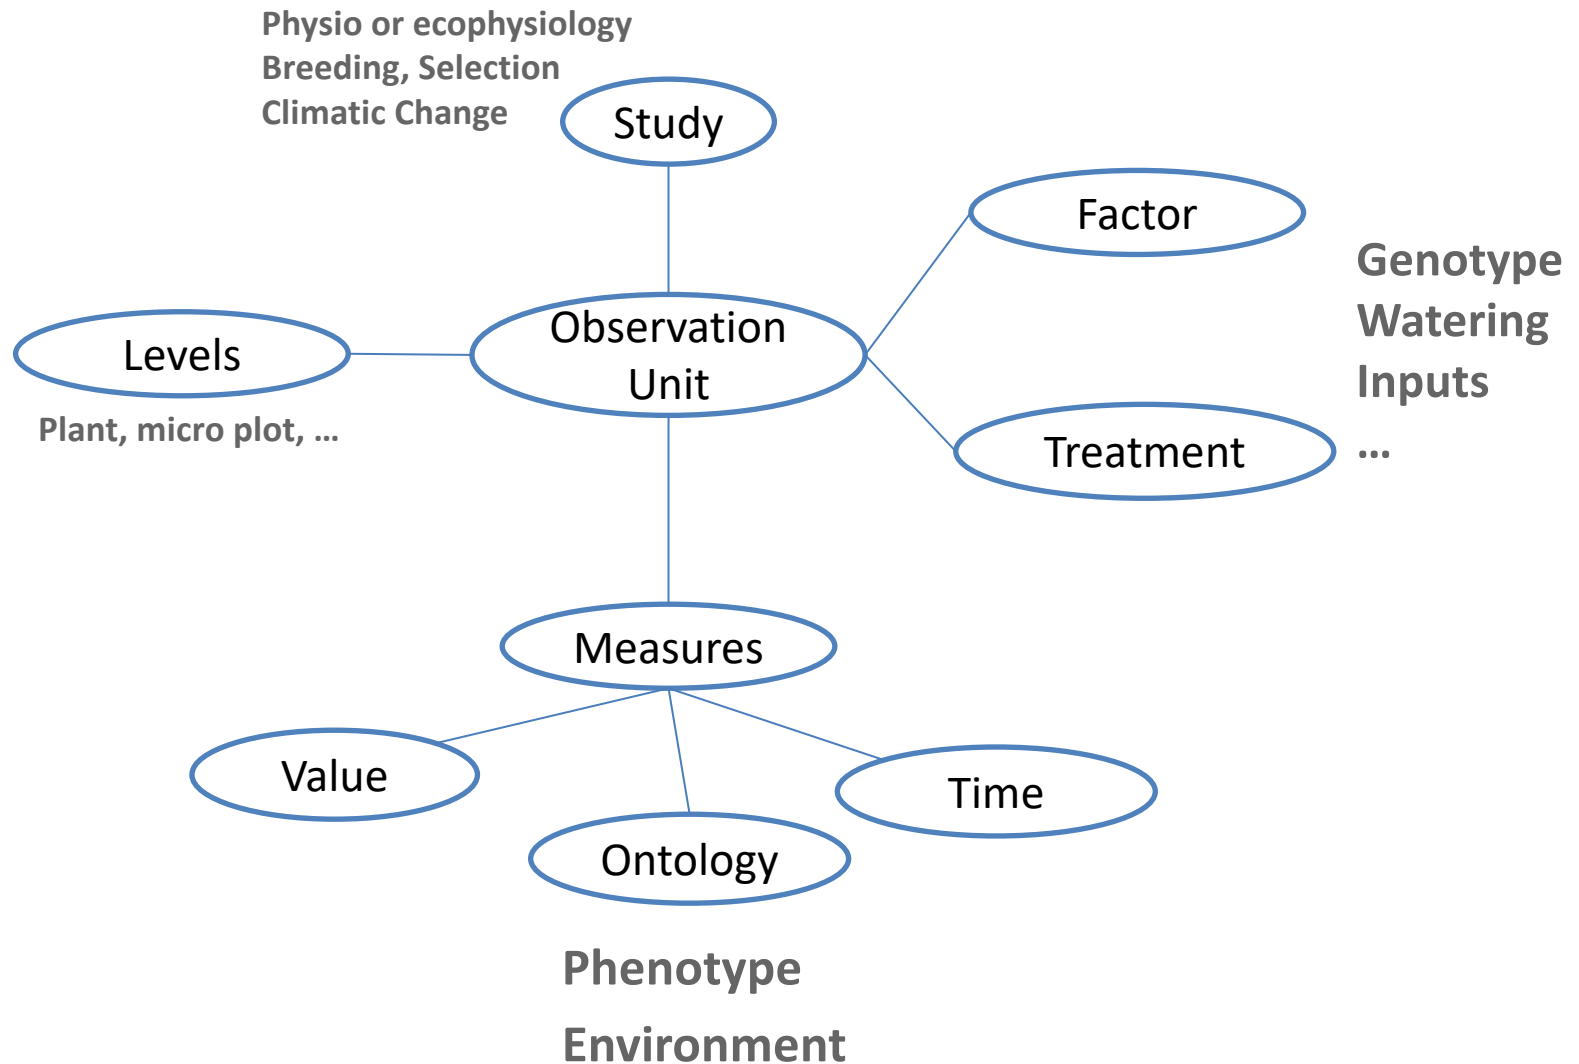 Physio or ecophysiology
Breeding, Selection
Climatic Change
Study
Factor
Genotype
Watering
Inputs
...
Observation
Unit
Levels
Plant, micro plot, ...
Treatment
Measures
Value
Time
Ontology
Phenotype
Environment